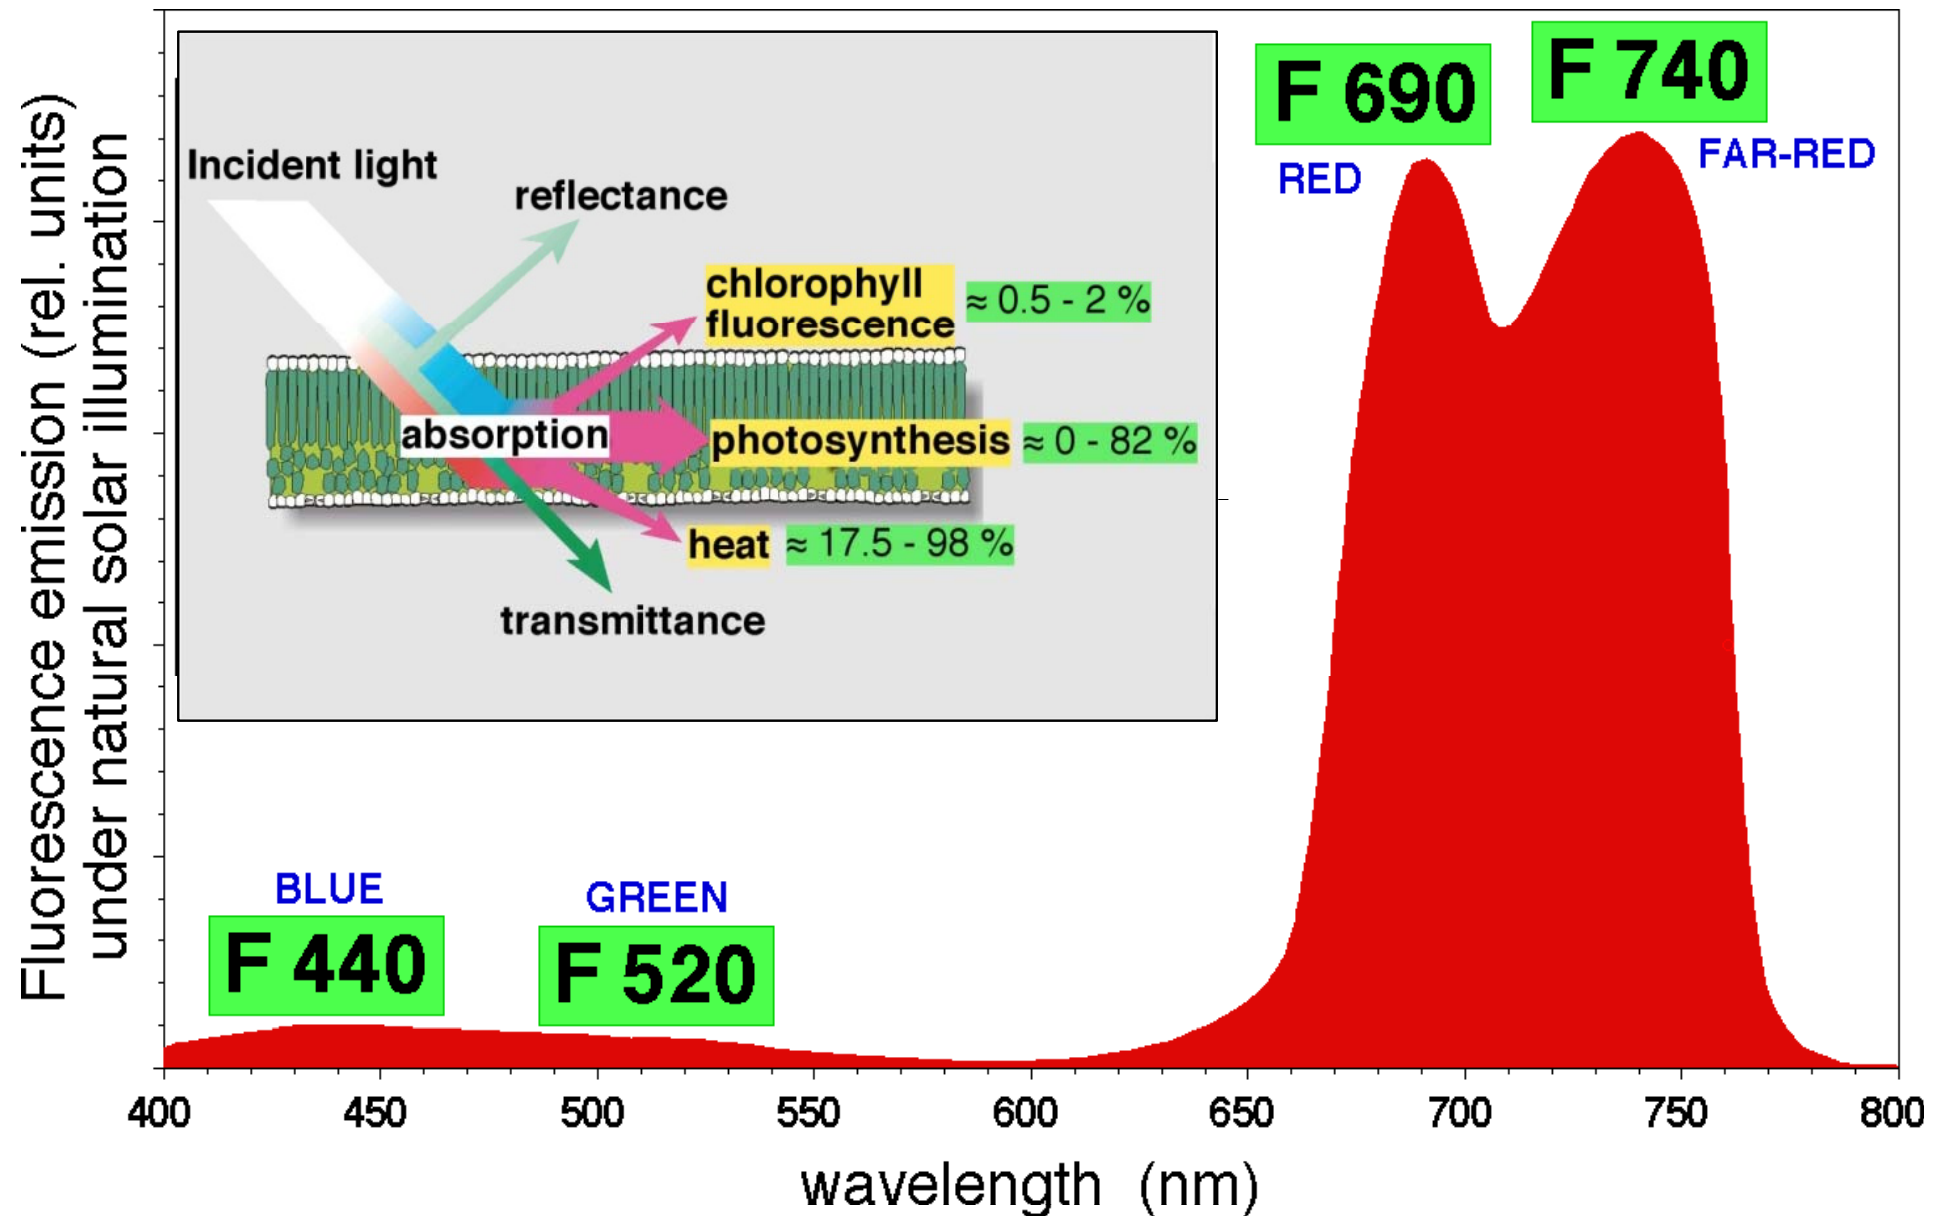 Fluorescence emission (rel. units)
under natural solar illumination
Incident light
reflectance
chlorophyll
fluorescence
≈ 0.5 - 2 %
absorption
photosynthesis
≈ 0 - 82 %
heat
≈ 17.5 - 98 %
transmittance
F 690
RED
F 740
FAR-RED
BLUE
F 440
GREEN
F 520
400 450 500 550 600 650 700 750 800
wavelength (nm)